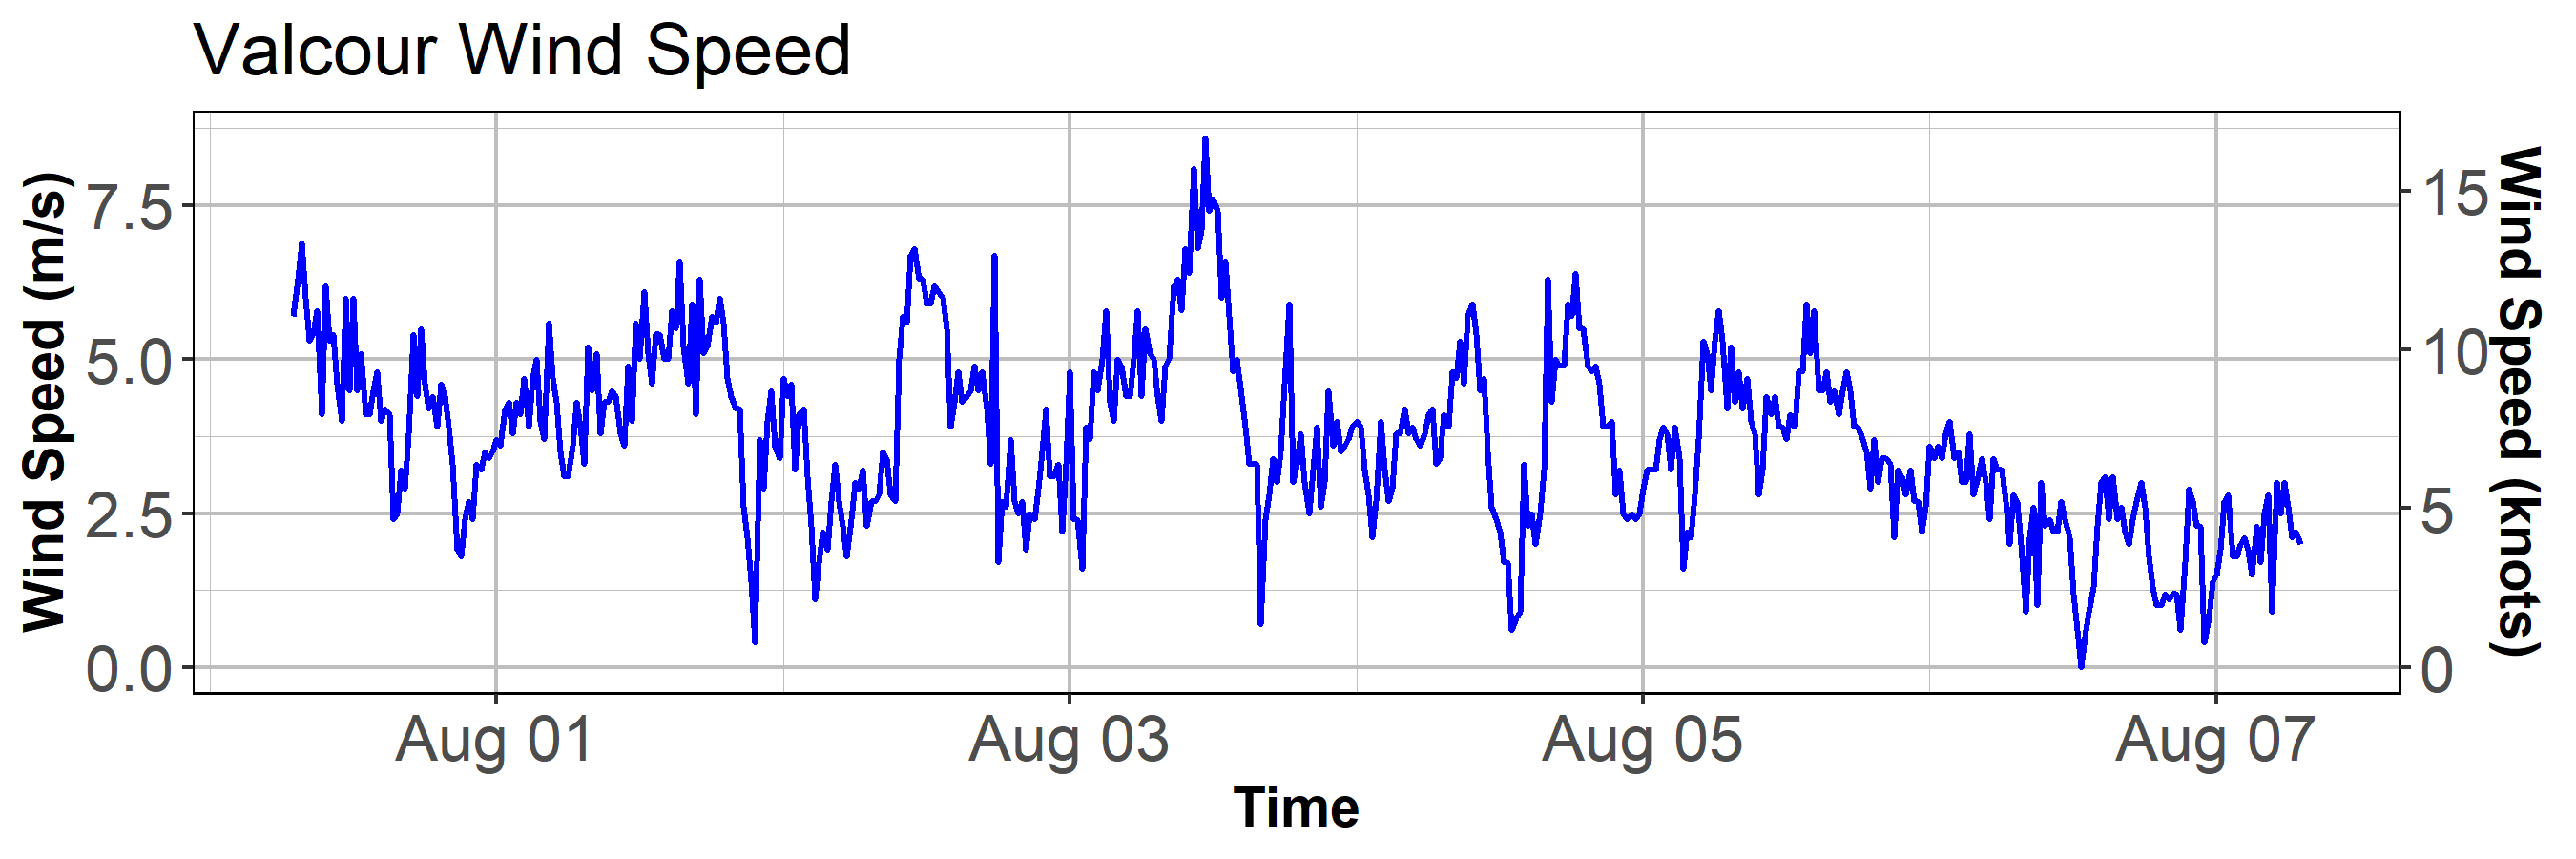 Valcour Wind Speed
Wind Speed (m/s)
7.5
5.0
2.5
0.0
15
10
5
0
Wind Speed (knots)
Aug 01 Aug 03 Aug 05 Aug 07
Time